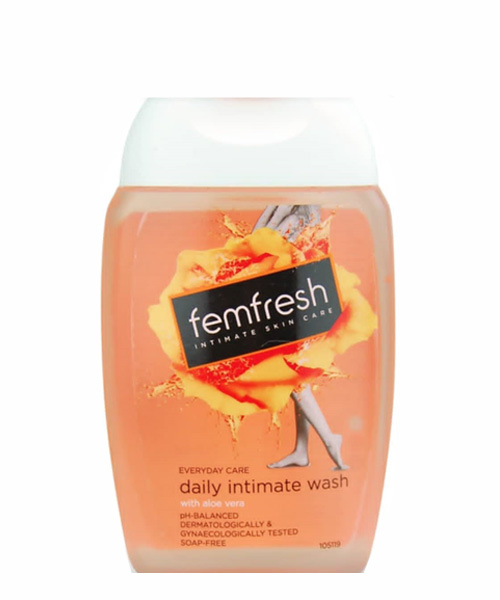 femfresh
INTIMATE SKIN CARE
EVERYDAY CARE
daily intimate wash
with aloe vera
pH-BALANCED
DERMATOLOGICALLY &
GYNAECOLOGICALLY TESTED
SOAP-FREE
105119